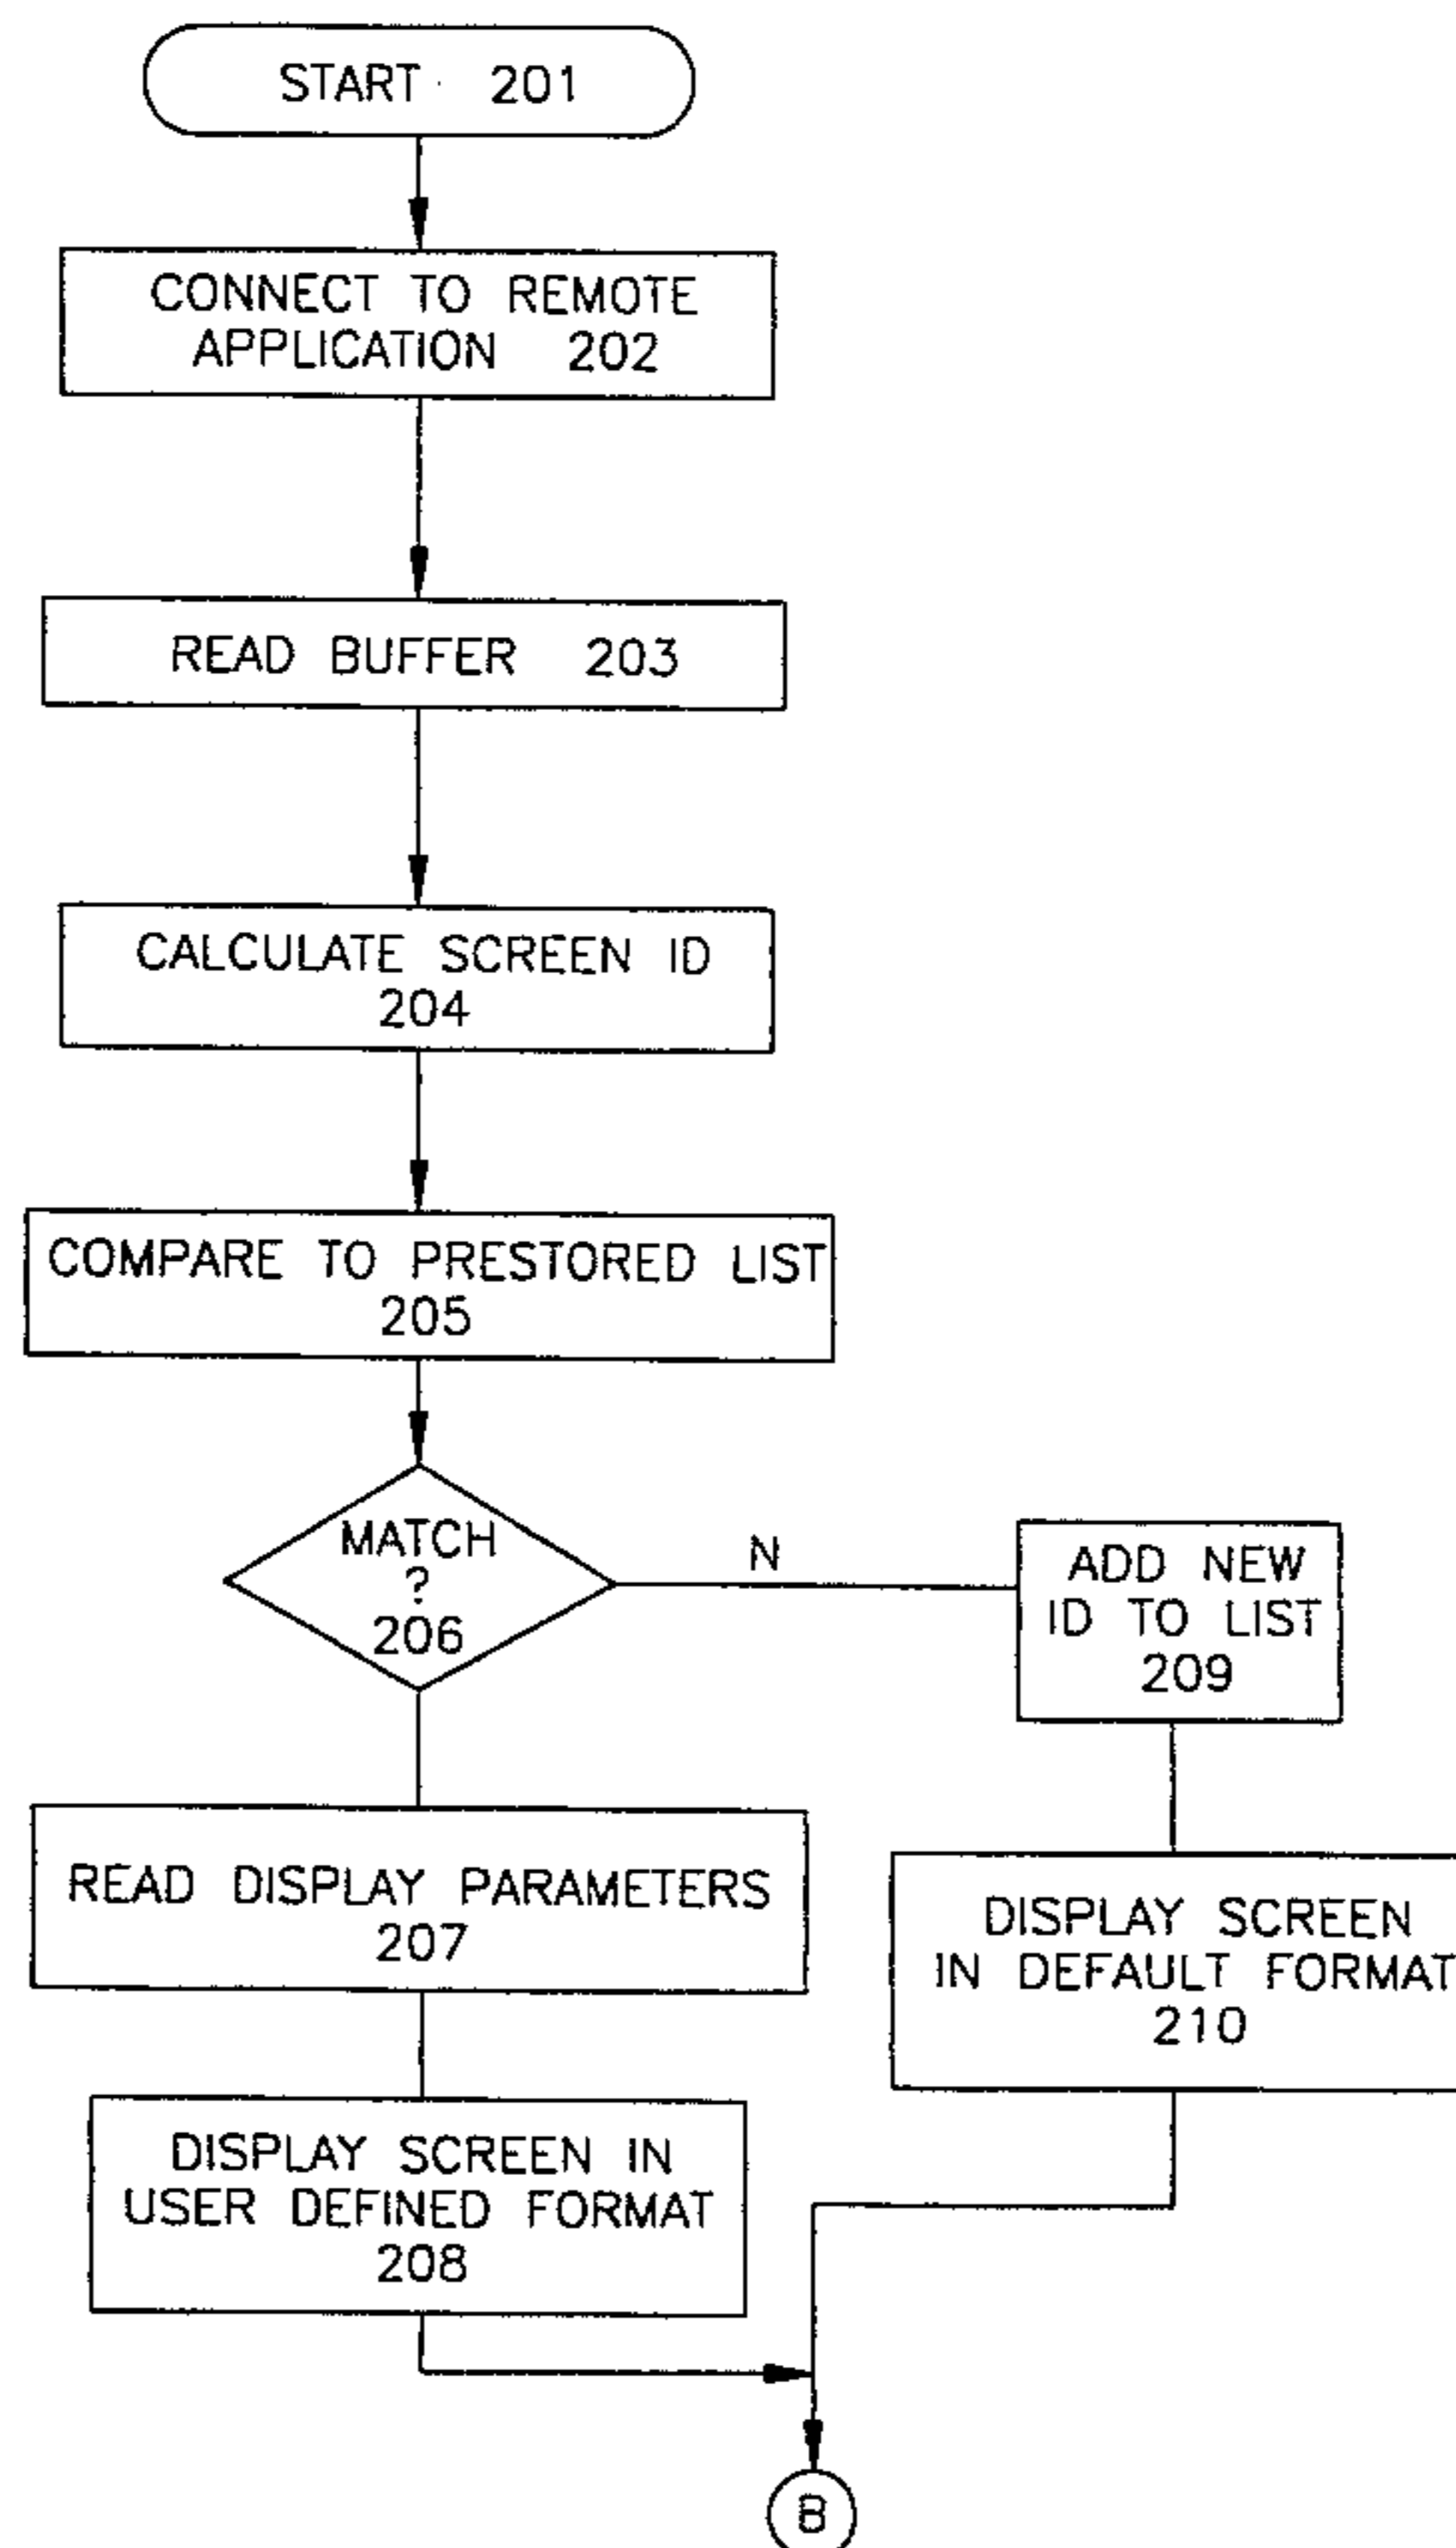 START 201
CONNECT TO REMOTE
APPLICATION 202
READ BUFFER 203
CALCULATE SCREEN ID
204
COMPARE TO PRESTORED LIST
205
MATCH
?
206
N
ADD NEW
ID TO LIST
209
READ DISPLAY PARAMETERS
207
DISPLAY SCREEN
IN DEFAULT FORMAT
210
DISPLAY SCREEN IN
USER DEFINED FORMAT
208
B